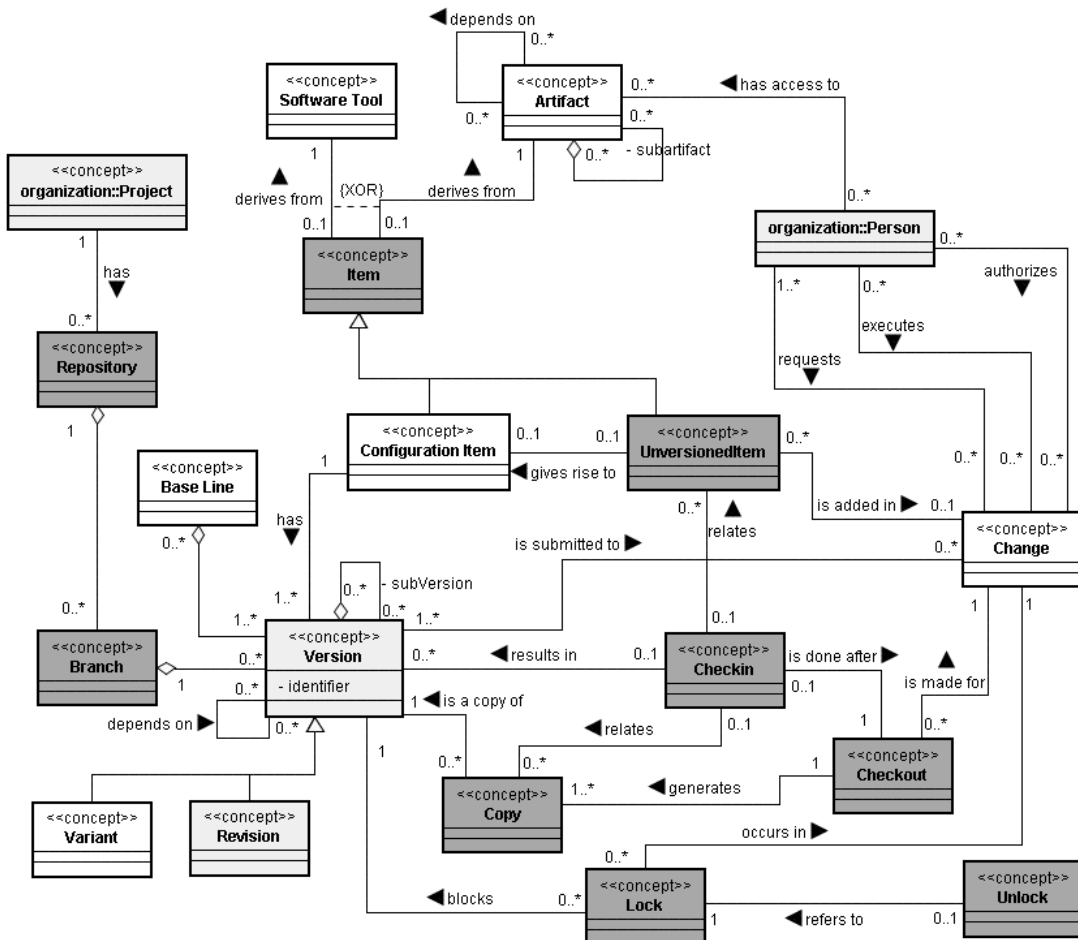 ◀ depends on
0..*
0..*
<<concept>>
Software Tool
<<concept>>
Artifact
0..*
◀ has access to
0..*
0..*
- subartifact
1
1
<<concept>>
organization::Project
▲
derives from
{XOR}
▲
derives from
0..1
0..1
0..*
<<concept>>
organization::Person
0..*
authorizes
▼
1
has
▼
0..*
<<concept>>
Item
1..*
0..*
executes
▼
requests
▼
<<concept>>
Repository
1
<<concept>>
Configuration Item
0..1
0..1
◀ gives rise to
<<concept>>
UnversionedItem
0..*
0..*
0..*
0..*
1
<<concept>>
Base Line
0..*
is added in ▶
0..1
0..*
▲
relates
has
▼
is submitted to ▶
0..*
<<concept>>
Change
0..*
0..*
- subVersion
0..*
1..*
1..*
1..*
0..1
1
1
<<concept>>
Branch
1
0..*
<<concept>>
Version
- identifier
0..*
◀ results in
0..1
<<concept>>
Checkin
is done after ▶
0..1
▲
is made for
0..*
0..*
depends on ▶
0..*
1
◀ is a copy of
0..1
1
◀ relates
1
0..*
0..*
<<concept>>
Copy
1..*
◀ generates
1
<<concept>>
Checkout
<<concept>>
Variant
<<concept>>
Revision
occurs in ▶
0..*
◀ blocks
0..*
<<concept>>
Lock
1
◀ refers to
0..1
<<concept>>
Unlock